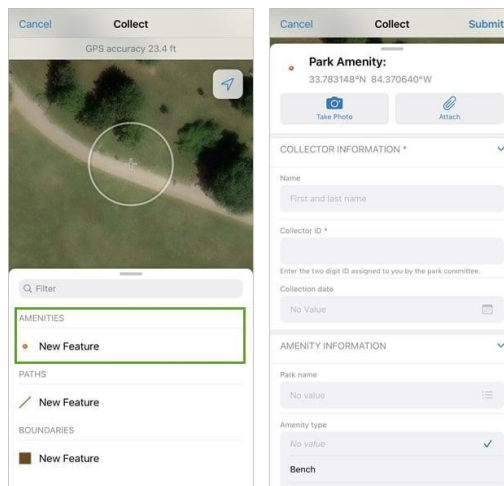 Cancel
Collect
GPS accuracy 23.4 ft
Filter
AMENITIES
New Feature
PATHS
New Feature
BOUNDARIES
New Feature
Cancel
Collect
Submit
Park Amenity:
33.783148°N 84.370640°W
Take Photo
Attach
COLLECTOR INFORMATION *
Name
First and last name
Collector ID *
Enter the two digit ID assigned to you by the park committee.
Collection date
No Value
AMENITY INFORMATION
Park name
No value
Amenity type
No value
Bench